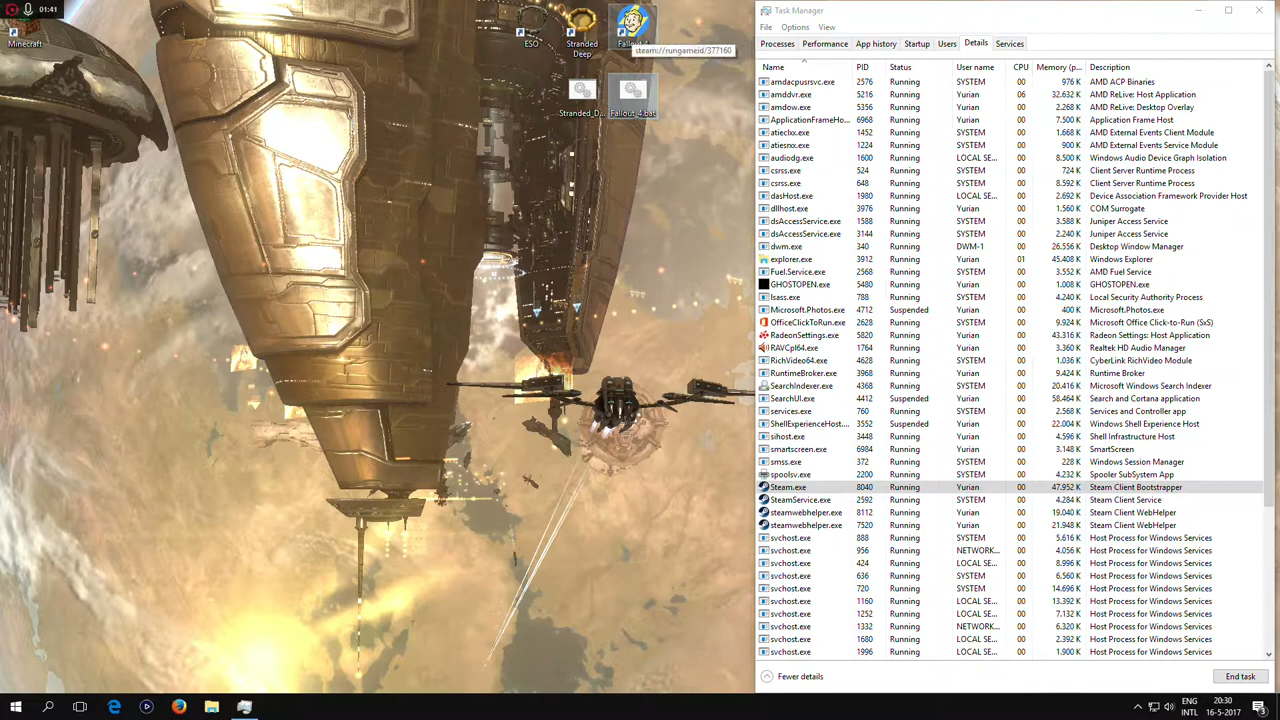 01:41
Minecraft
ESO
Stranded Deep
Fallout 4
steam://rungameid/377160
Stranded_D...
Fallout_4.bat
Task Manager
File Options View
Processes Performance App history Startup Users Details Services
Name PID Status User name CPU Memory (p... Description
amdacpusrsvc.exe 2576 Running SYSTEM 00 976 K AMD ACP Binaries
amddvr.exe 5216 Running Yurian 06 32.632 K AMD ReLive: Host Application
amdow.exe 5356 Running Yurian 00 2.268 K AMD ReLive: Desktop Overlay
ApplicationFrameHo... 6968 Running Yurian 00 7.500 K Application Frame Host
atieclxx.exe 1452 Running SYSTEM 00 1.668 K AMD External Events Client Module
atiesrxx.exe 1224 Running SYSTEM 00 900 K AMD External Events Service Module
audiodg.exe 1600 Running LOCAL SE... 00 8.500 K Windows Audio Device Graph Isolation
csrss.exe 524 Running SYSTEM 00 724 K Client Server Runtime Process
csrss.exe 648 Running SYSTEM 00 8.592 K Client Server Runtime Process
dasHost.exe 1980 Running LOCAL SE... 00 2.692 K Device Association Framework Provider Host
dllhost.exe 3976 Running Yurian 00 1.560 K COM Surrogate
dsAccessService.exe 1588 Running SYSTEM 00 3.588 K Juniper Access Service
dsAccessService.exe 3144 Running SYSTEM 00 2.240 K Juniper Access Service
dwm.exe 340 Running DWM-1 00 26.556 K Desktop Window Manager
explorer.exe 3912 Running Yurian 01 45.408 K Windows Explorer
Fuel.Service.exe 2568 Running SYSTEM 00 3.552 K AMD Fuel Service
GHOSTOPEN.exe 5480 Running Yurian 00 1.008 K GHOSTOPEN.exe
lsass.exe 788 Running SYSTEM 00 4.240 K Local Security Authority Process
Microsoft.Photos.exe 4712 Suspended Yurian 00 400 K Microsoft.Photos.exe
OfficeClickToRun.exe 2628 Running SYSTEM 00 9.924 K Microsoft Office Click-to-Run (SxS)
RadeonSettings.exe 5820 Running Yurian 00 43.316 K Radeon Settings: Host Application
RAVCpl64.exe 1764 Running Yurian 00 3.360 K Realtek HD Audio Manager
RichVideo64.exe 4628 Running SYSTEM 00 1.036 K CyberLink RichVideo Module
RuntimeBroker.exe 3968 Running Yurian 00 9.424 K Runtime Broker
SearchIndexer.exe 4368 Running SYSTEM 00 20.416 K Microsoft Windows Search Indexer
SearchUI.exe 4412 Suspended Yurian 00 58.464 K Search and Cortana application
services.exe 760 Running SYSTEM 00 2.568 K Services and Controller app
ShellExperienceHost.... 3552 Suspended Yurian 00 22.004 K Windows Shell Experience Host
sihost.exe 3448 Running Yurian 00 4.596 K Shell Infrastructure Host
smartscreen.exe 6984 Running Yurian 00 3.148 K SmartScreen
smss.exe 372 Running SYSTEM 00 228 K Windows Session Manager
spoolsv.exe 2200 Running SYSTEM 00 4.232 K Spooler SubSystem App
Steam.exe 8040 Running Yurian 00 47.952 K Steam Client Bootstrapper
SteamService.exe 2592 Running SYSTEM 00 4.284 K Steam Client Service
steamwebhelper.exe 8112 Running Yurian 00 19.040 K Steam Client WebHelper
steamwebhelper.exe 7520 Running Yurian 00 21.948 K Steam Client WebHelper
svchost.exe 888 Running SYSTEM 00 5.616 K Host Process for Windows Services
svchost.exe 956 Running NETWORK... 00 4.056 K Host Process for Windows Services
svchost.exe 424 Running LOCAL SE... 00 8.996 K Host Process for Windows Services
svchost.exe 636 Running SYSTEM 00 6.560 K Host Process for Windows Services
svchost.exe 720 Running SYSTEM 00 14.696 K Host Process for Windows Services
svchost.exe 1160 Running LOCAL SE... 00 13.392 K Host Process for Windows Services
svchost.exe 1252 Running LOCAL SE... 00 7.132 K Host Process for Windows Services
svchost.exe 1332 Running NETWORK... 00 6.320 K Host Process for Windows Services
svchost.exe 1680 Running LOCAL SE... 00 2.392 K Host Process for Windows Services
svchost.exe 1996 Running LOCAL SE... 00 1.900 K Host Process for Windows Services
Fewer details End task
ENG 20:30
INTL 16-5-2017
3